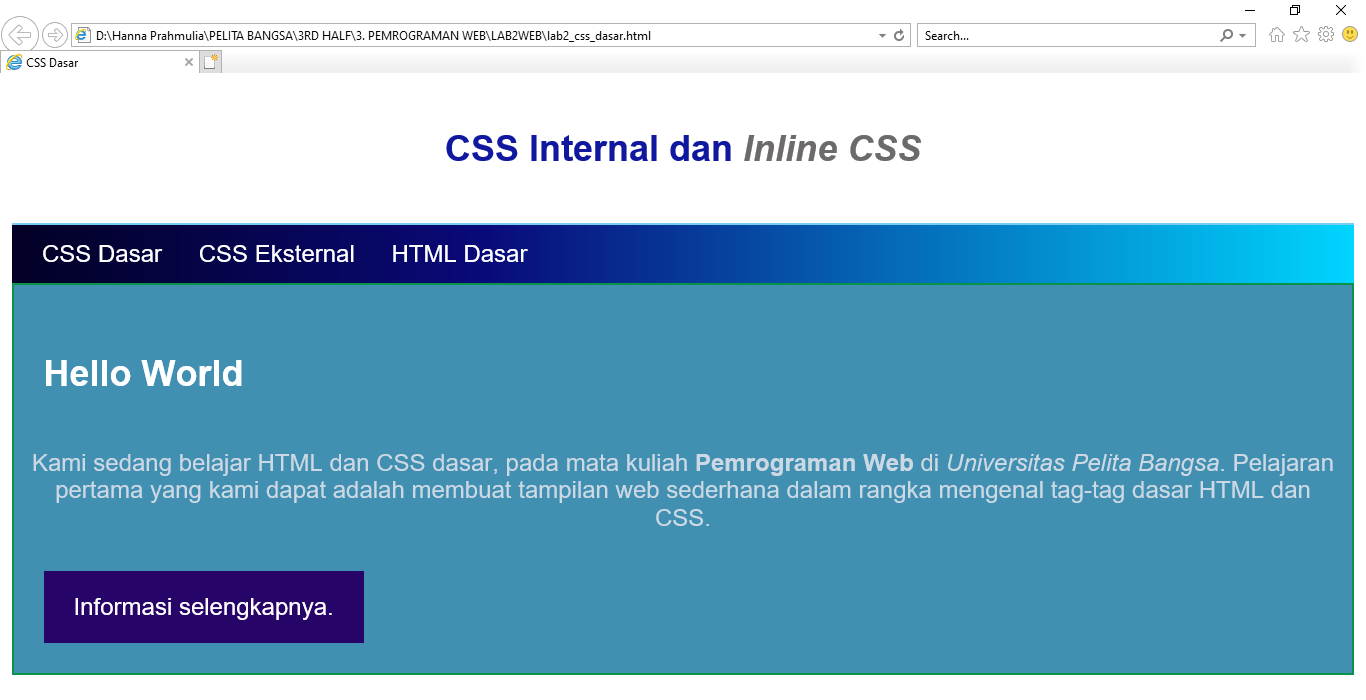 D:\Hanna Prahmulia\PELITA BANGSA\3RD HALF\3. PEMROGRAMAN WEB\LAB2WEB\lab2_css_dasar.html
Search...
CSS Dasar
CSS Internal dan Inline CSS
CSS Dasar CSS Eksternal HTML Dasar
Hello World
Kami sedang belajar HTML dan CSS dasar, pada mata kuliah Pemrograman Web di Universitas Pelita Bangsa. Pelajaran
pertama yang kami dapat adalah membuat tampilan web sederhana dalam rangka mengenal tag-tag dasar HTML dan
CSS.
Informasi selengkapnya.